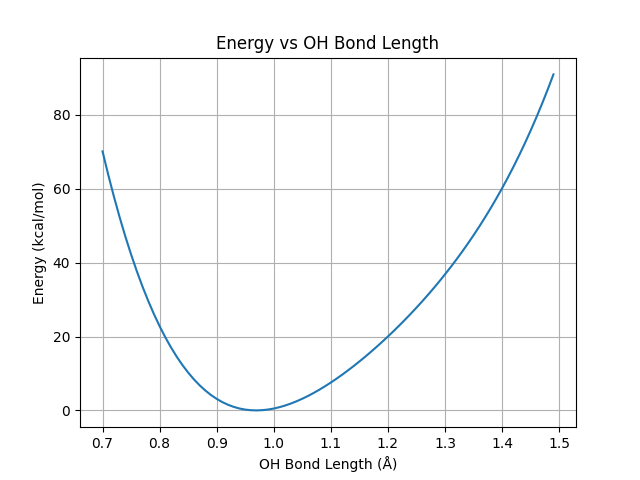 Energy vs OH Bond Length
Energy (kcal/mol)
80
60
40
20
0
0.7 0.8 0.9 1.0 1.1 1.2 1.3 1.4 1.5
OH Bond Length (Å)